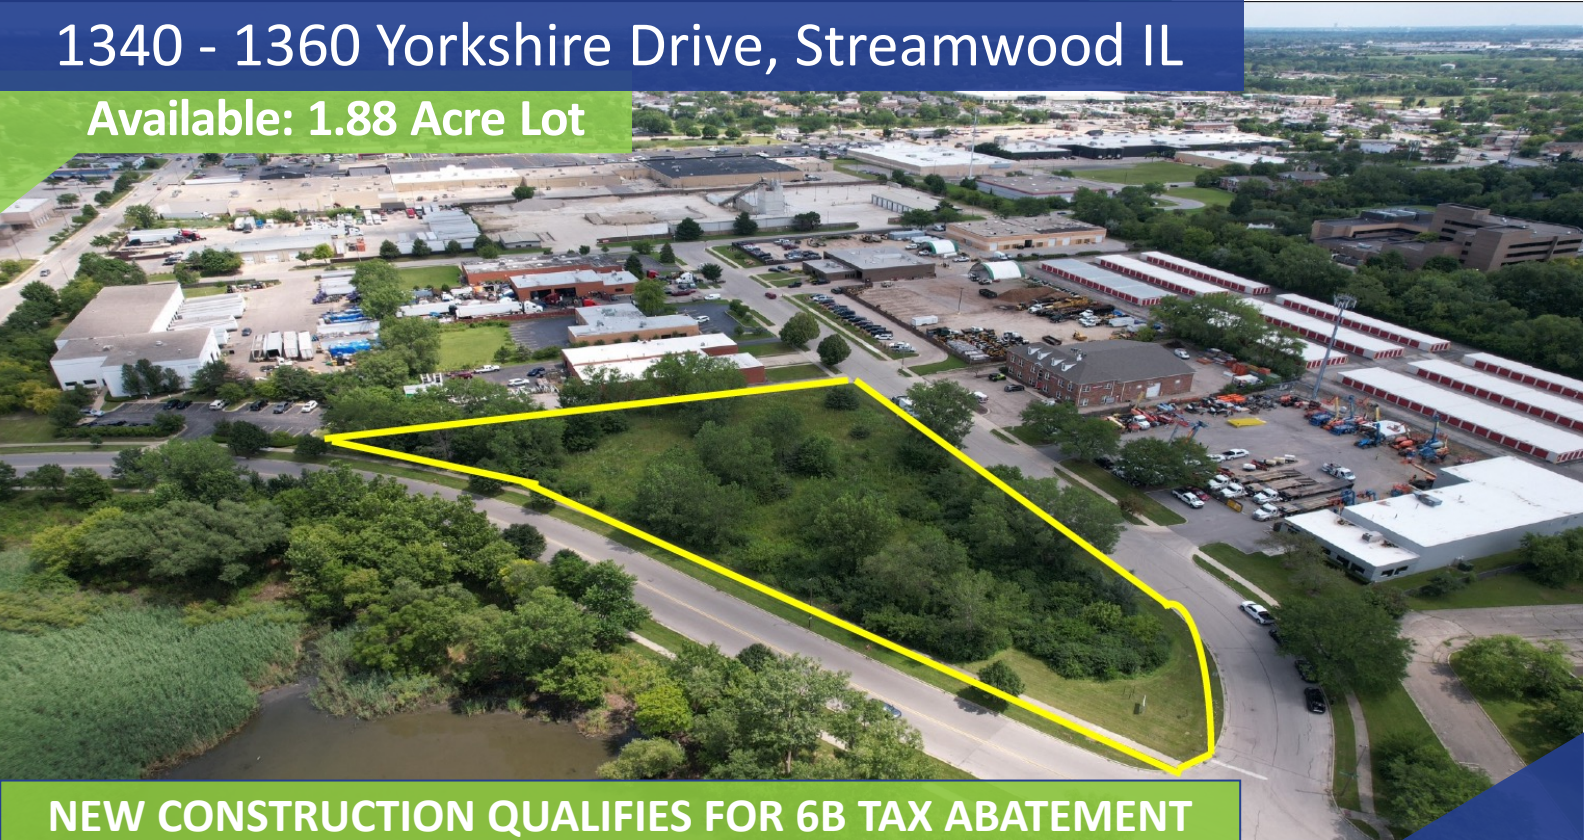 1340 - 1360 Yorkshire Drive, Streamwood IL
Available: 1.88 Acre Lot
NEW CONSTRUCTION QUALIFIES FOR 6B TAX ABATEMENT